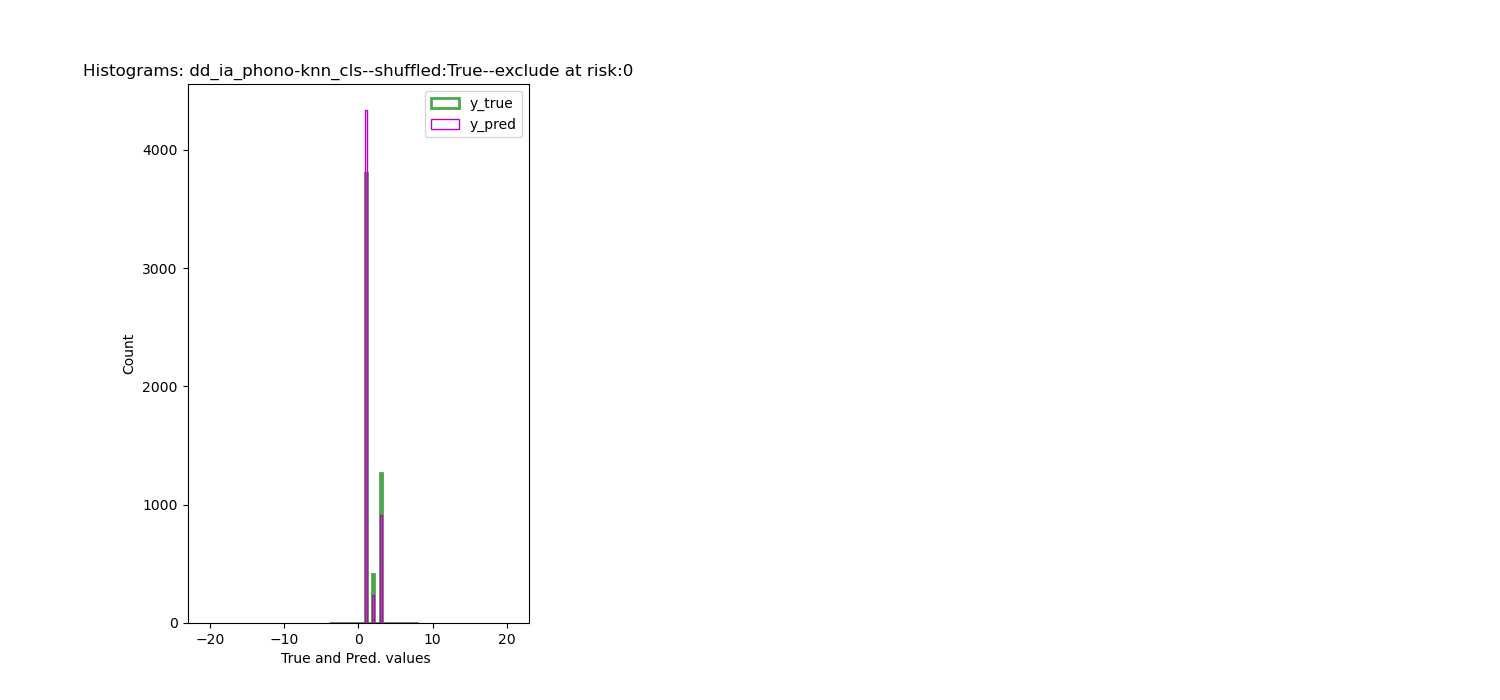 Histograms: dd_ia_phono-knn_cls--shuffled:True--exclude at risk:0
y_true
y_pred
4000
3000
Count
2000
1000
0
−20 −10 0 10 20
True and Pred. values